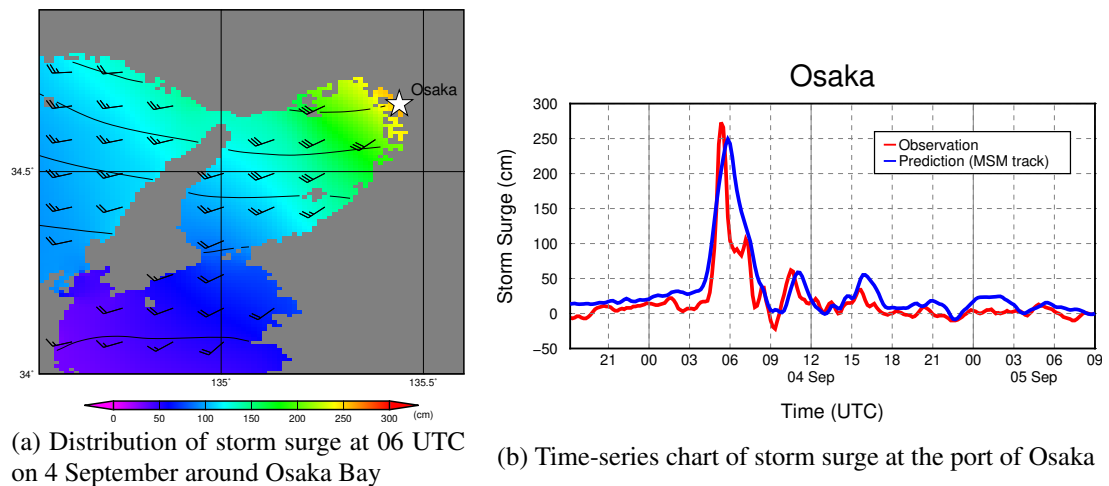 Osaka
34.5°
34°
135°
135.5°
0 50 100 150 200 250 300 (cm)
(a) Distribution of storm surge at 06 UTC
on 4 September around Osaka Bay
Osaka
300
250
200
150
100
50
0
−50
Storm Surge (cm)
Observation
Prediction (MSM track)
21 00 03 06 09 12 15 18 21 00 03 06 09
04 Sep 05 Sep
Time (UTC)
(b) Time-series chart of storm surge at the port of Osaka